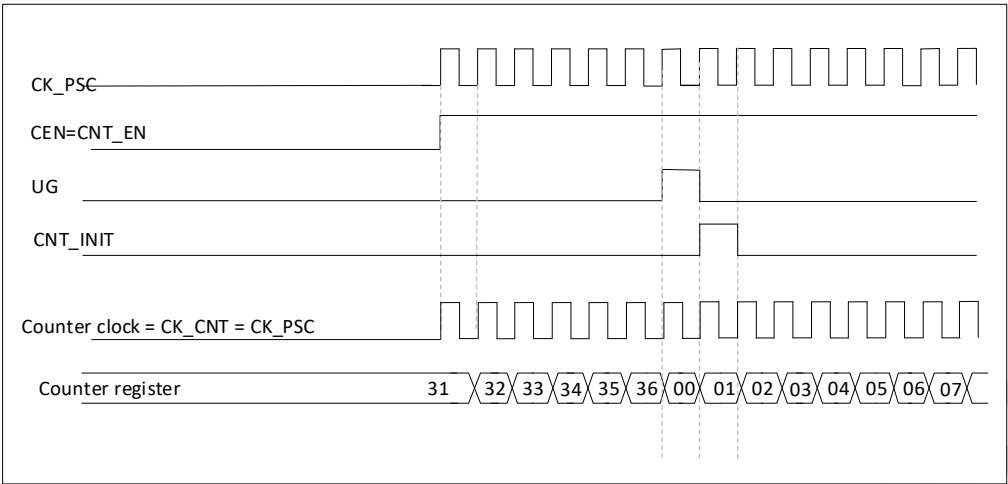 CK_PSC
CEN=CNT_EN
UG
CNT_INIT
Counter clock = CK_CNT = CK_PSC
Counter register 31 32 33 34 35 36 00 01 02 03 04 05 06 07